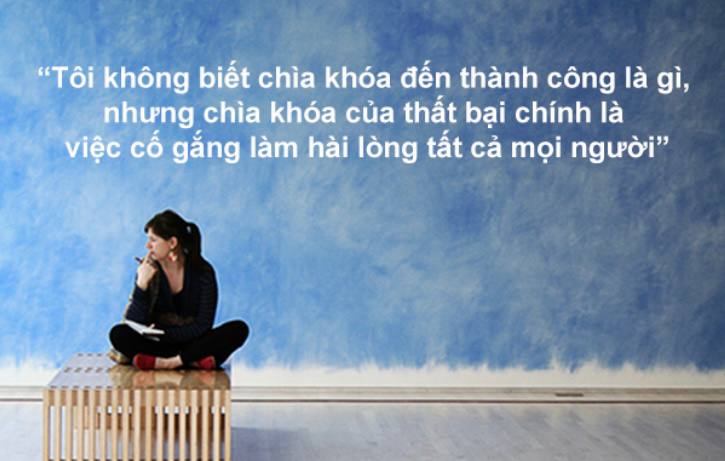 “Tôi không biết chìa khóa đến thành công là gì,
nhưng chìa khóa của thất bại chính là
việc cố gắng làm hài lòng tất cả mọi người”